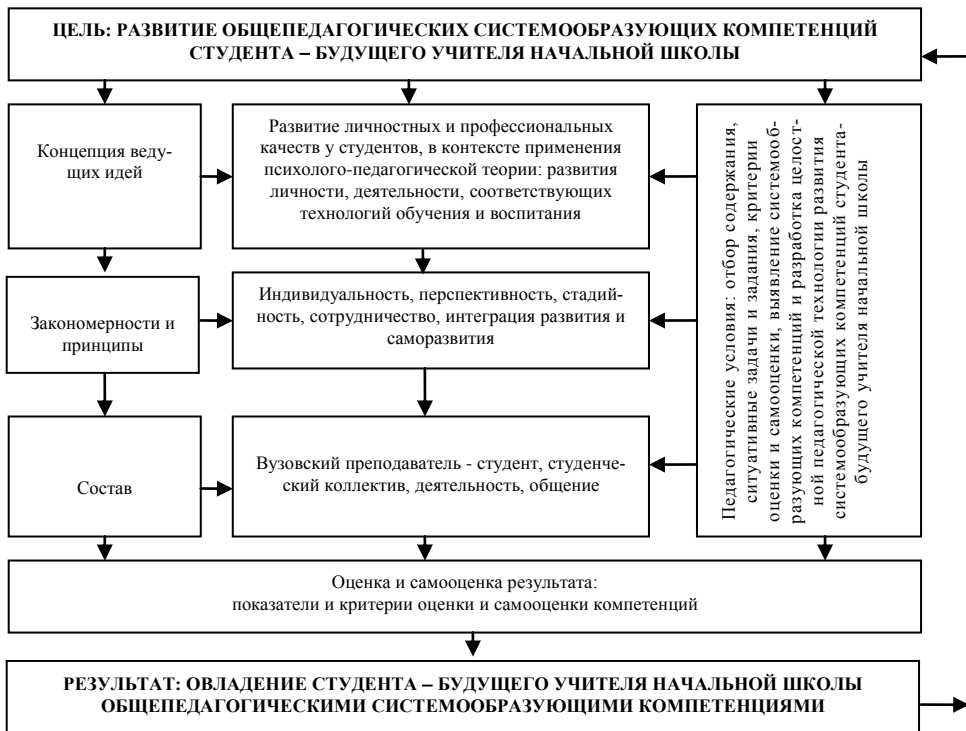 ЦЕЛЬ: РАЗВИТИЕ ОБЩЕПЕДАГОГИЧЕСКИХ СИСТЕМООБРАЗУЮЩИХ КОМПЕТЕНЦИЙ
СТУДЕНТА – БУДУЩЕГО УЧИТЕЛЯ НАЧАЛЬНОЙ ШКОЛЫ
Концепция веду-
щих идей
Развитие личностных и профессиональных
качеств у студентов, в контексте применения
психолого-педагогической теории: развития
личности, деятельности, соответствующих
технологий обучения и воспитания
Закономерности и
принципы
Индивидуальность, перспективность, стадий-
ность, сотрудничество, интеграция развития и
саморазвития
Состав
Вузовский преподаватель - студент, студенче-
ский коллектив, деятельность, общение
Педагогические условия: отбор содержания,
ситуативные задачи и задания, критерии
оценки и самооценки, выявление системооб-
разующих компетенций и разработка целост-
ной педагогической технологии развития
системообразующих компетенций студента-
будущего учителя начальной школы
Оценка и самооценка результата:
показатели и критерии оценки и самооценки компетенций
РЕЗУЛЬТАТ: ОВЛАДЕНИЕ СТУДЕНТА – БУДУЩЕГО УЧИТЕЛЯ НАЧАЛЬНОЙ ШКОЛЫ
ОБЩЕПЕДАГОГИЧЕСКИМИ СИСТЕМООБРАЗУЮЩИМИ КОМПЕТЕНЦИЯМИ